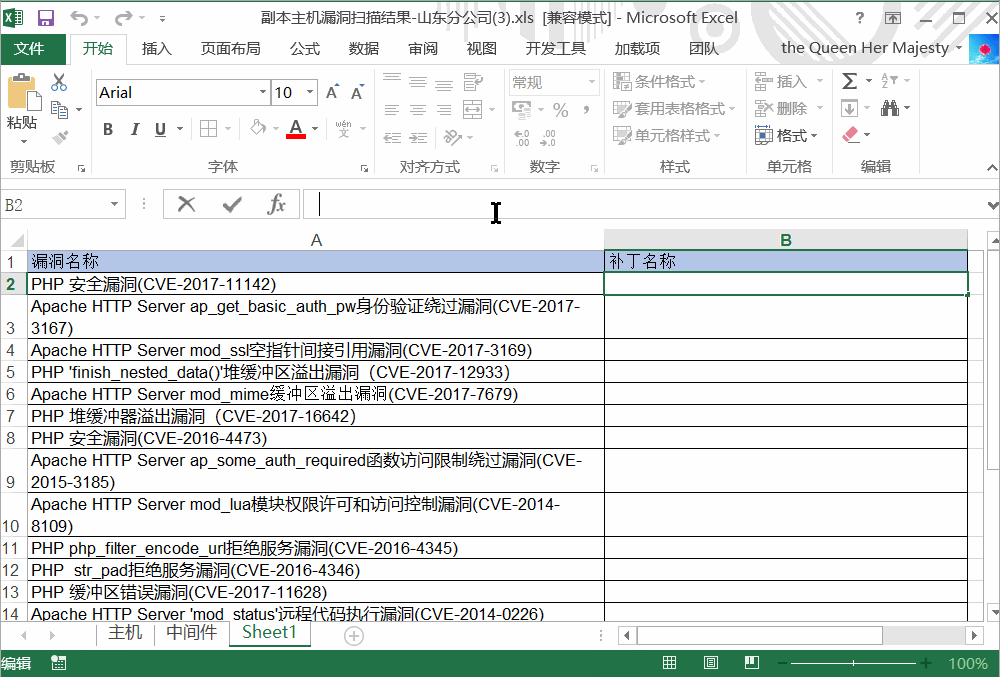 副本主机漏洞扫描结果-山东分公司(3).xls [兼容模式] - Microsoft Excel
文件 开始 插入 页面布局 公式 数据 审阅 视图 开发工具 加载项 团队 the Queen Her Majesty
Arial 10 常规 条件格式 插入 Σ
粘贴 B I U A wén 文 % 套用表格格式 删除
单元格样式 格式
剪贴板 字体 对齐方式 数字 样式 单元格 编辑
B2 fx
A B
1 漏洞名称 补丁名称
2 PHP 安全漏洞(CVE-2017-11142)
Apache HTTP Server ap_get_basic_auth_pw身份验证绕过漏洞(CVE-2017-
3 3167)
4 Apache HTTP Server mod_ssl空指针间接引用漏洞(CVE-2017-3169)
5 PHP 'finish_nested_data()'堆缓冲区溢出漏洞（CVE-2017-12933）
6 Apache HTTP Server mod_mime缓冲区溢出漏洞(CVE-2017-7679)
7 PHP 堆缓冲器溢出漏洞（CVE-2017-16642）
8 PHP 安全漏洞(CVE-2016-4473)
Apache HTTP Server ap_some_auth_required函数访问限制绕过漏洞(CVE-
9 2015-3185)
Apache HTTP Server mod_lua模块权限许可和访问控制漏洞(CVE-2014-
10 8109)
11 PHP php_filter_encode_url拒绝服务漏洞(CVE-2016-4345)
12 PHP  str_pad拒绝服务漏洞(CVE-2016-4346)
13 PHP 缓冲区错误漏洞(CVE-2017-11628)
14 Apache HTTP Server 'mod_status'远程代码执行漏洞(CVE-2014-0226)
主机 中间件 Sheet1
编辑 100%